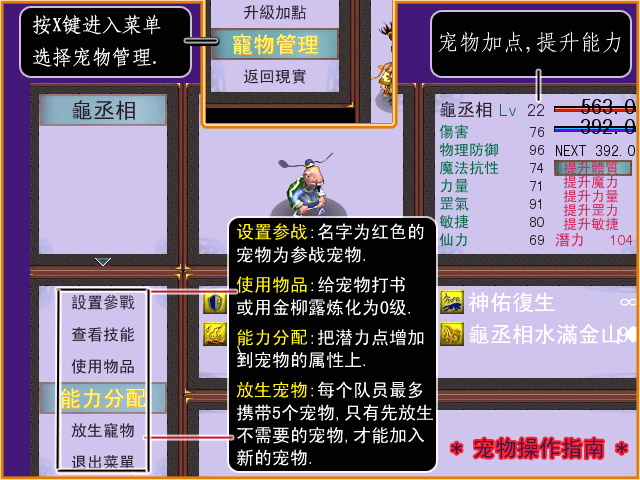 按X键进入菜单
选择宠物管理.
升級加點
寵物管理
返回現實
宠物加点,提升能力
龜丞相
龜丞相 Lv 22
563.0
392.0
傷害 76
NEXT 392.0
物理防御 96
魔法抗性 74
力量 71
罡氣 91
敏捷 80
仙力 69
提升體質
提升魔力
提升力量
提升罡力
提升敏捷
潛力 104
设置参战:名字为红色的
宠物为参战宠物.
使用物品:给宠物打书
或用金柳露炼化为0级.
能力分配:把潜力点增加
到宠物的属性上.
放生宠物:每个队员最多
携带5个宠物,只有先放生
不需要的宠物,才能加入
新的宠物.
設置參戰
查看技能
使用物品
能力分配
放生寵物
退出菜單
神佑復生 ∞
龜丞相水滿金山
* 宠物操作指南 *